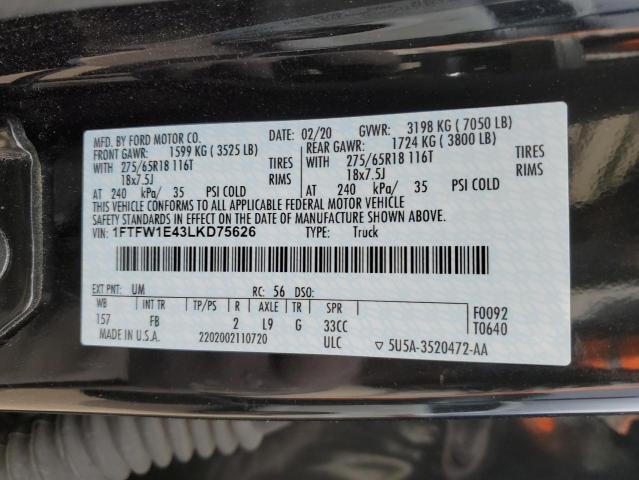 MFD. BY FORD MOTOR CO. 02/20 GVWR: 3198 KG ( 7050 LB)
FRONT GAWR: 1599 KG ( 3525 LB) REAR GAWR: 1724 KG ( 3800 LB)
WITH 275/65R18 116T TIRES WITH 275/65R18 116T TIRES
18x7.5J RIMS 18x7.5J RIMS
AT 240 kPa/ 35 PSI COLD AT 240 kPa/ 35 PSI COLD
THIS VEHICLE CONFORMS TO ALL APPLICABLE FEDERAL MOTOR VEHICLE
SAFETY STANDARDS IN EFFECT ON THE DATE OF MANUFACTURE SHOWN ABOVE.
VIN: 1FTFW1E43LKD75626 TYPE: Truck
EXT PNT: UM RC: 56 DSO:
WB INT TR TP/PS R AXLE TR SPR F0092
157 FB 2 L9 G 33CC T0640
MADE IN U.S.A. 2202002110720 ULC 5U5A-3520472-AA